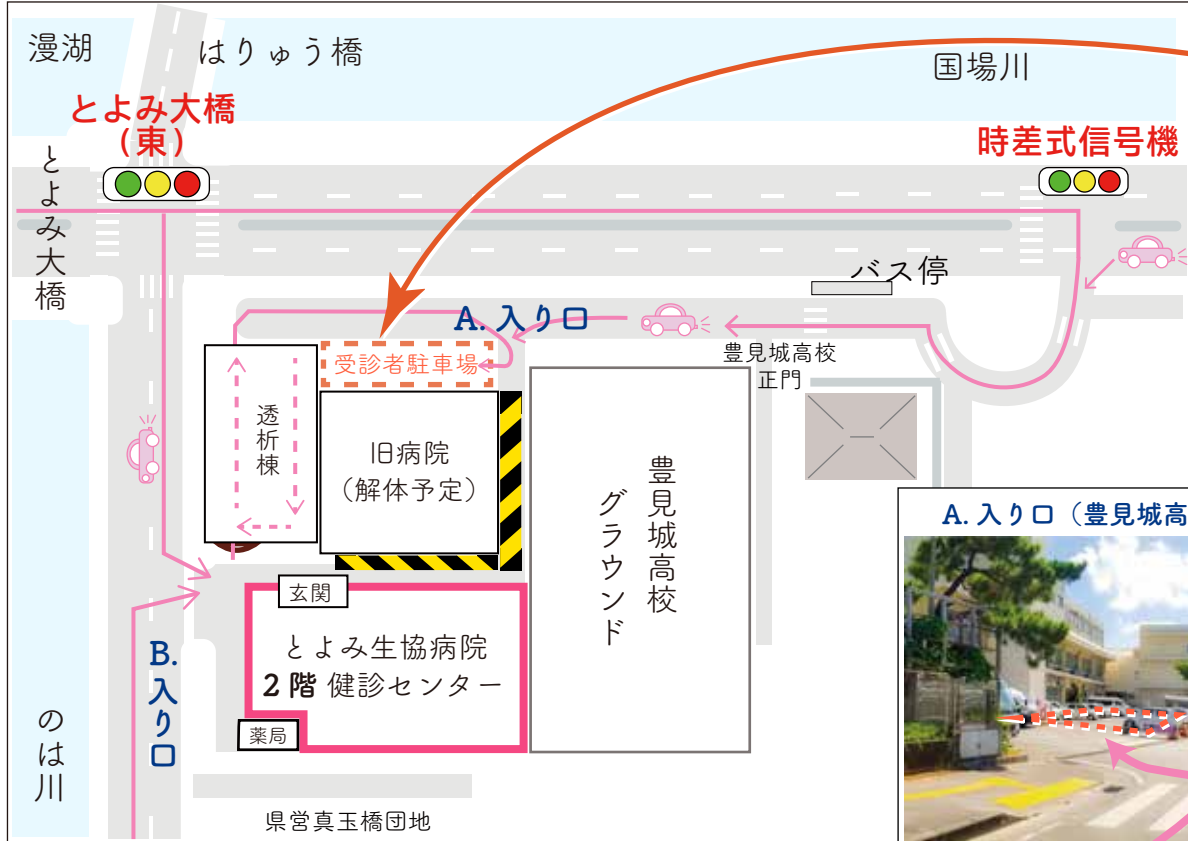 漫湖
はりゅう橋
国場川
とよみ大橋
（東）
時差式信号機
とよみ大橋
バス停
A. 入り口
受診者駐車場
豊見城高校
正門
透析棟
旧病院
（解体予定）
豊見城高校
グラウンド
A. 入り口（豊見城高
玄関
とよみ生協病院
2階 健診センター
B.入り口
薬局
のは川
県営真玉橋団地